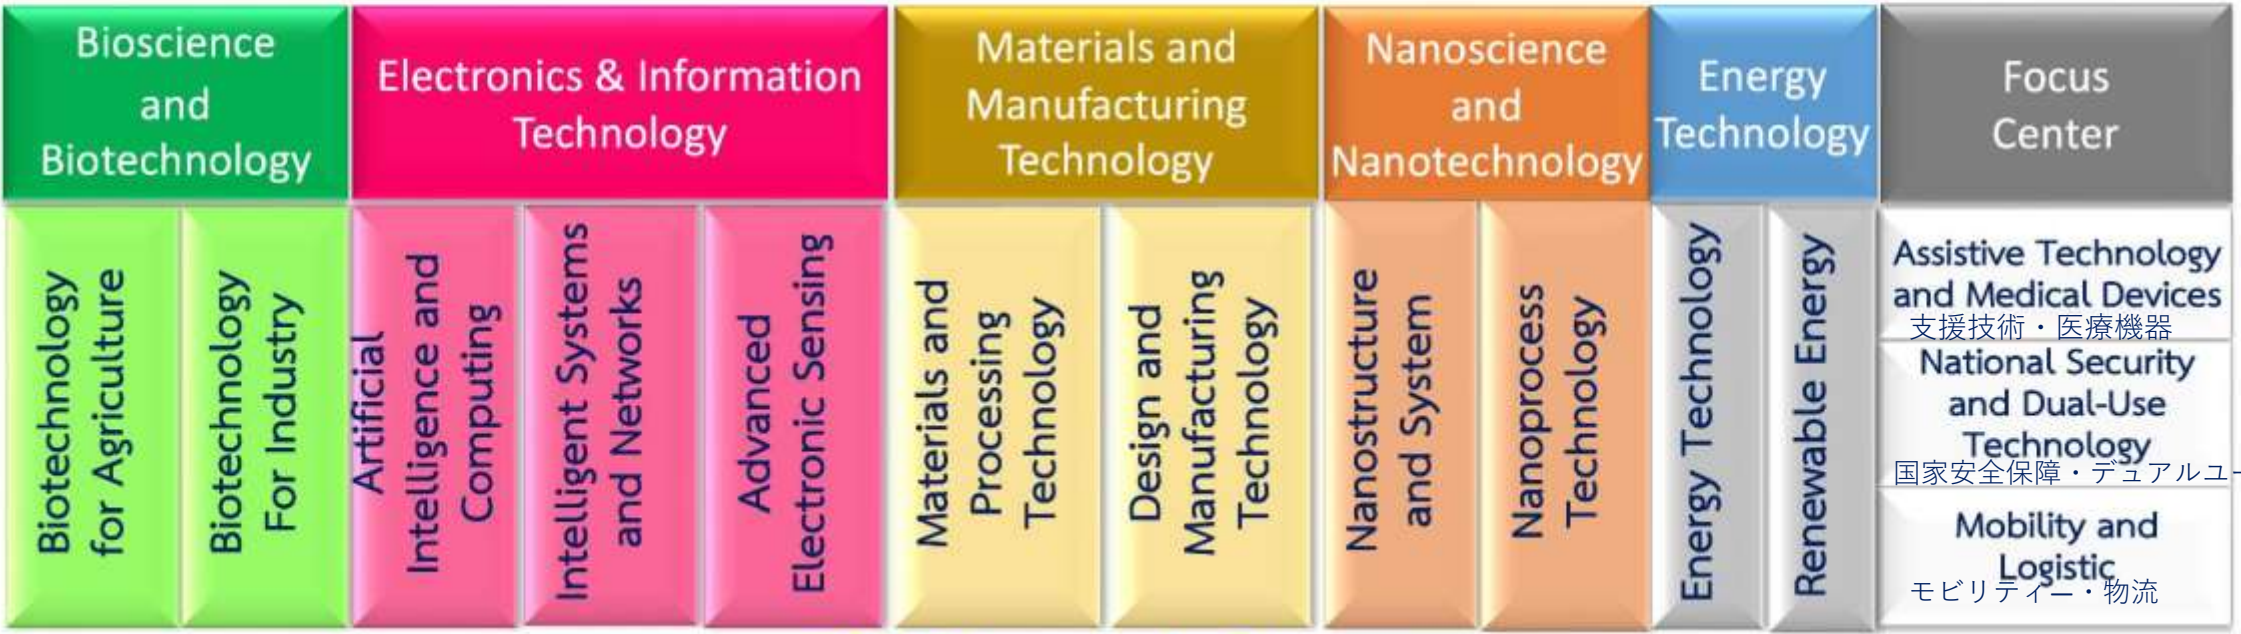 Bioscience
and
Biotechnology
Electronics & Information
Technology
Materials and
Manufacturing
Technology
Nanoscience
and
Nanotechnology
Energy
Technology
Focus
Center
Biotechnology
for Agriculture
Biotechnology
For Industry
Artificial
Intelligence and
Computing
Intelligent Systems
and Networks
Advanced
Electronic Sensing
Materials and
Processing
Technology
Design and
Manufacturing
Technology
Nanostructure
and System
Nanoprocess
Technology
Energy Technology
Renewable Energy
Assistive Technology
and Medical Devices
支援技術・医療機器
National Security
and Dual-Use
Technology
国家安全保障・デュアルユー
Mobility and
Logistic
モビリティー・物流